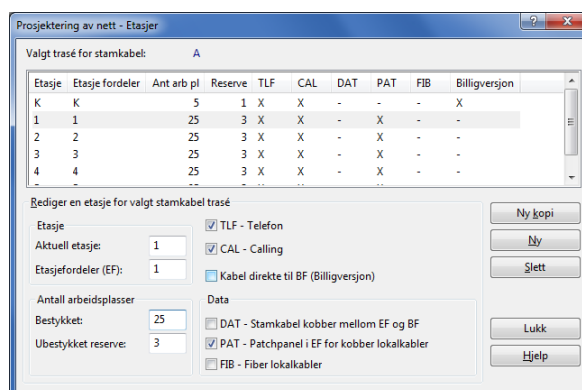 Prosjektering av nett - Etasjer
Valgt trasé for stamkabel: A
Etasje Etasje fordeler Ant arb pl Reserve TLF CAL DAT PAT FIB Billigversjon
K K 5 1 X X - - - X
1 1 25 3 X X - X - -
2 2 25 3 X X - X - -
3 3 25 3 X X - X - -
4 4 25 3 X X - X - -
Rediger en etasje for valgt stamkabel trasé
Etasje
Aktuell etasje: 1
Etasjefordeler (EF): 1
TLF - Telefon
CAL - Calling
Kabel direkte til BF (Billigversjon)
Antall arbeidsplasser
Bestykket: 25
Ubestykket reserve: 3
Data
DAT - Stamkabel kobber mellom EF og BF
PAT - Patchpanel i EF for kobber lokalkabler
FIB - Fiber lokalkabler
Ny kopi
Ny
Slett
Lukk
Hjelp